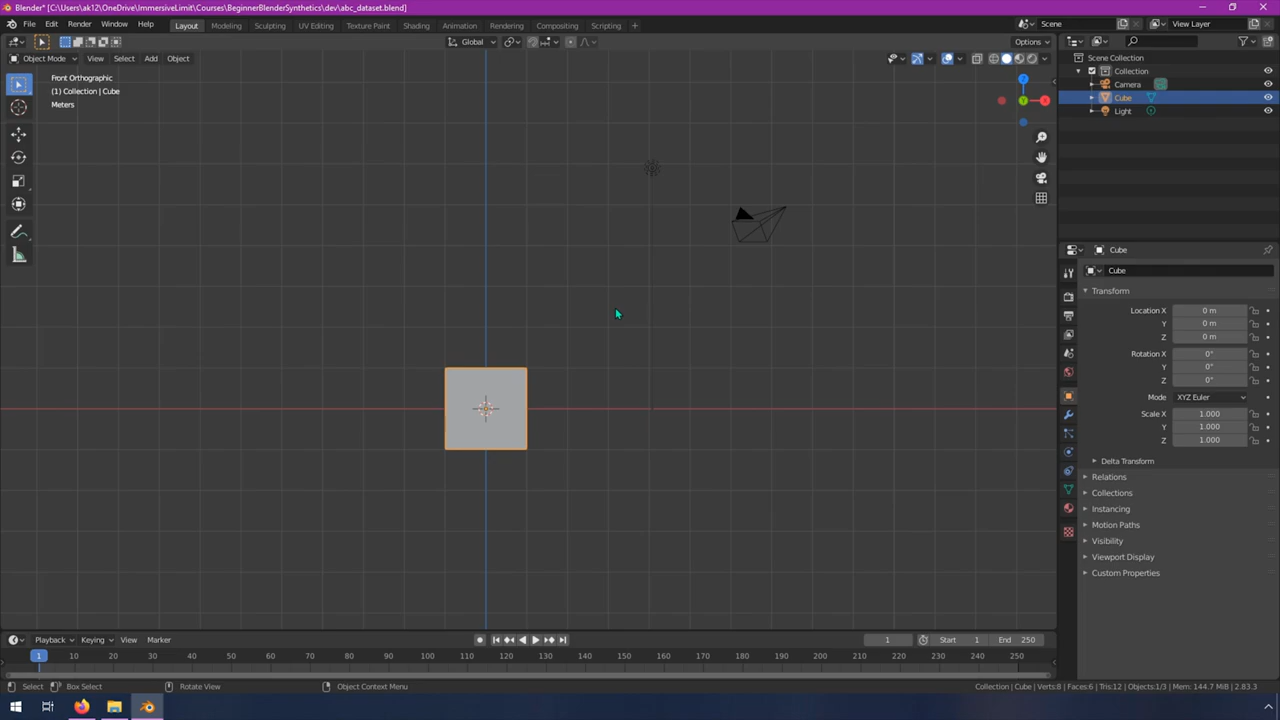 Blender* [C:\Users\ak12\OneDrive\ImmersiveLimit\Courses\BeginnerBlenderSynthetics\dev\abc_dataset.blend]
File Edit Render Window Help Layout Modeling Sculpting UV Editing Texture Paint Shading Animation Rendering Compositing Scripting Scene View Layer
Global Options
Object Mode View Select Add Object
Front Orthographic
(1) Collection | Cube
Meters
Scene Collection
Collection
Camera
Cube
Light
Z
Y
X
Cube
Cube
Transform
Location X 0 m
Y 0 m
Z 0 m
Rotation X 0°
Y 0°
Z 0°
Mode XYZ Euler
Scale X 1.000
Y 1.000
Z 1.000
Delta Transform
Relations
Collections
Instancing
Motion Paths
Visibility
Viewport Display
Custom Properties
Playback Keying View Marker 1 Start 1 End 250
1 10 20 30 40 50 60 70 80 90 100 110 120 130 140 150 160 170 180 190 200 210 220 230 240 250
Select Box Select Rotate View Object Context Menu Collection | Cube | Verts:8 | Faces:6 | Tris:12 | Objects:1/3 | Mem: 144.7 MiB | 2.83.3